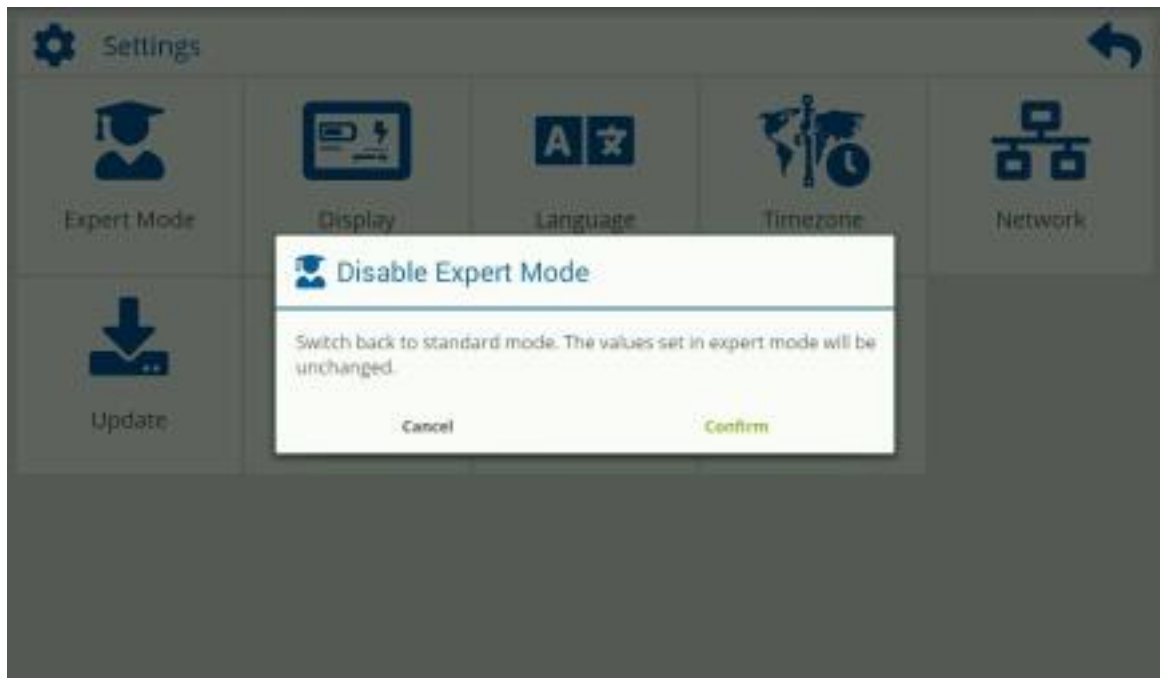 Settings
Expert Mode
Display
Language
Timezone
Network
Disable Expert Mode
Switch back to standard mode. The values set in expert mode will be
unchanged.
Update
Cancel
Confirm